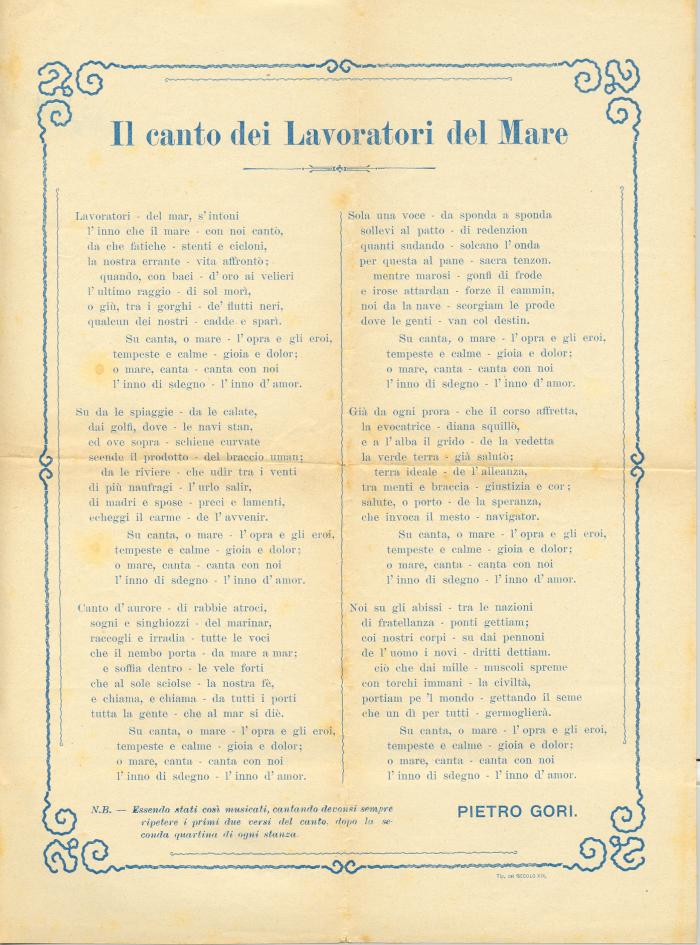 Il canto dei Lavoratori del Mare
Lavoratori - del mar, s'intoni
l'inno che il mare - con noi cantò,
da che fatiche - stenti e cicloni,
la nostra errante - vita affrontò;
quando, con baci - d'oro ai velieri
l'ultimo raggio - di sol morì,
o giù, tra i gorghi - de' flutti neri,
qualcun dei nostri - cadde e sparì.
Su canta, o mare - l'opra e gli eroi,
tempeste e calme - gioia e dolor;
o mare, canta - canta con noi
l'inno di sdegno - l'inno d'amor.
Su da le spiaggie - da le calate,
dai golfi, dove - le navi stan,
ed ove sopra - schiene curvate
scende il prodotto - del braccio uman;
da le riviere - che udir tra i venti
di più naufragi - l'urlo salir,
di madri e spose - preci e lamenti,
echeggi il carme - de l'avvenir.
Su canta, o mare - l'opra e gli eroi,
tempeste e calme - gioia e dolor;
o mare, canta - canta con noi
l'inno di sdegno - l'inno d'amor.
Canto d'aurore - di rabbie atroci,
sogni e singhiozzi - del marinar,
raccogli e irradia - tutte le voci
che il nembo porta - da mare a mar;
e soffia dentro - le vele forti
che al sole sciolse - la nostra fè,
e chiama, e chiama - da tutti i porti
tutta la gente - che al mar si diè.
Su canta, o mare - l'opra e gli eroi,
tempeste e calme - gioia e dolor;
o mare, canta - canta con noi
l'inno di sdegno - l'inno d'amor.
Sola una voce - da sponda a sponda
sollevi al patto - di redenzion
quanti sudando - solcano l'onda
per questa al pane - sacra tenzon.
mentre marosi - gonfi di frode
e irose attardan - forze il cammin,
noi da la nave - scorgiam le prode
dove le genti - van col destin.
Su canta, o mare - l'opra e gli eroi,
tempeste e calme - gioia e dolor;
o mare, canta - canta con noi
l'inno di sdegno - l'inno d'amor.
Già da ogni prora - che il corso affretta,
la evocatrice - diana squillò,
e a l'alba il grido - de la vedetta
la verde terra - già salutò;
terra ideale - de l'alleanza,
tra menti e braccia - giustizia e cor;
salute, o porto - de la speranza,
che invoca il mesto - navigator.
Su canta, o mare - l'opra e gli eroi,
tempeste e calme - gioia e dolor;
o mare, canta - canta con noi
l'inno di sdegno - l'inno d'amor.
Noi su gli abissi - tra le nazioni
di fratellanza - ponti gettiam;
coi nostri corpi - su dai pennoni
de l'uomo i novi - dritti dettiam.
ciò che dai mille - muscoli spreme
con torchi immani - la civiltà,
portiam pe 'l mondo - gettando il seme
che un dì per tutti - germoglierà.
Su canta, o mare - l'opra e gli eroi,
tempeste e calme - gioia e dolor;
o mare, canta - canta con noi
l'inno di sdegno - l'inno d'amor.
N.B. — Essendo stati così musicati, cantando devonsi sempre
ripetere i primi due versi del canto, dopo la se-
conda quartina di ogni stanza.
PIETRO GORI.
Tip. del SECOLO XIX.